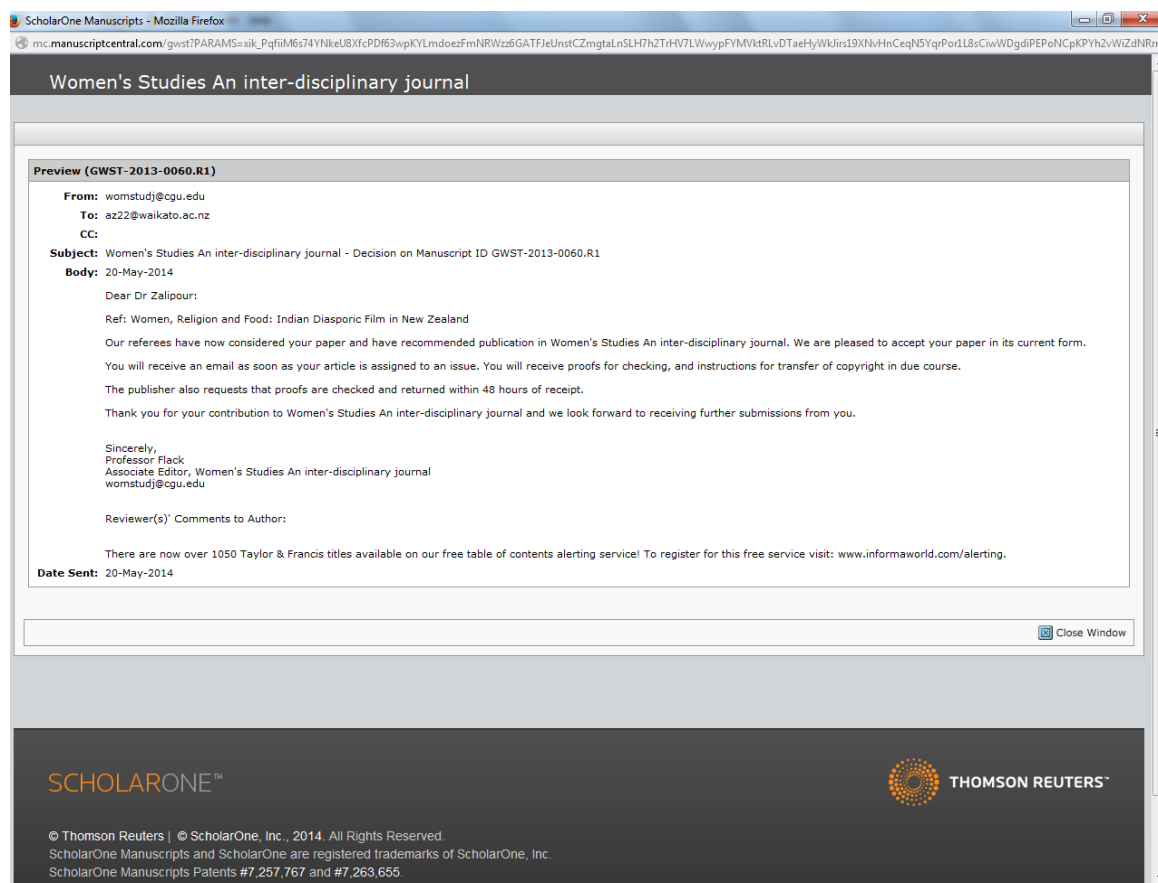 ScholarOne Manuscripts - Mozilla Firefox
Women's Studies An inter-disciplinary journal
Preview (GWST-2013-0060.R1)
From: womstudj@cgu.edu
To: az22@waikato.ac.nz
CC:
Subject: Women's Studies An inter-disciplinary journal - Decision on Manuscript ID GWST-2013-0060.R1
Body: 20-May-2014
Dear Dr Zalipour:
Ref: Women, Religion and Food: Indian Diasporic Film in New Zealand
Our referees have now considered your paper and have recommended publication in Women's Studies An inter-disciplinary journal. We are pleased to accept your paper in its current form.
You will receive an email as soon as your article is assigned to an issue. You will receive proofs for checking, and instructions for transfer of copyright in due course.
The publisher also requests that proofs are checked and returned within 48 hours of receipt.
Thank you for your contribution to Women's Studies An inter-disciplinary journal and we look forward to receiving further submissions from you.
Sincerely,
Professor Flack
Associate Editor, Women's Studies An inter-disciplinary journal
womstudj@cgu.edu
Reviewer(s)' Comments to Author:
There are now over 1050 Taylor & Francis titles available on our free table of contents alerting service! To register for this free service visit: www.informaworld.com/alerting.
Date Sent: 20-May-2014
Close Window
SCHOLARONE™
THOMSON REUTERS™
© Thomson Reuters | © ScholarOne, Inc., 2014. All Rights Reserved.
ScholarOne Manuscripts and ScholarOne are registered trademarks of ScholarOne, Inc.
ScholarOne Manuscripts Patents #7,257,767 and #7,263,655.